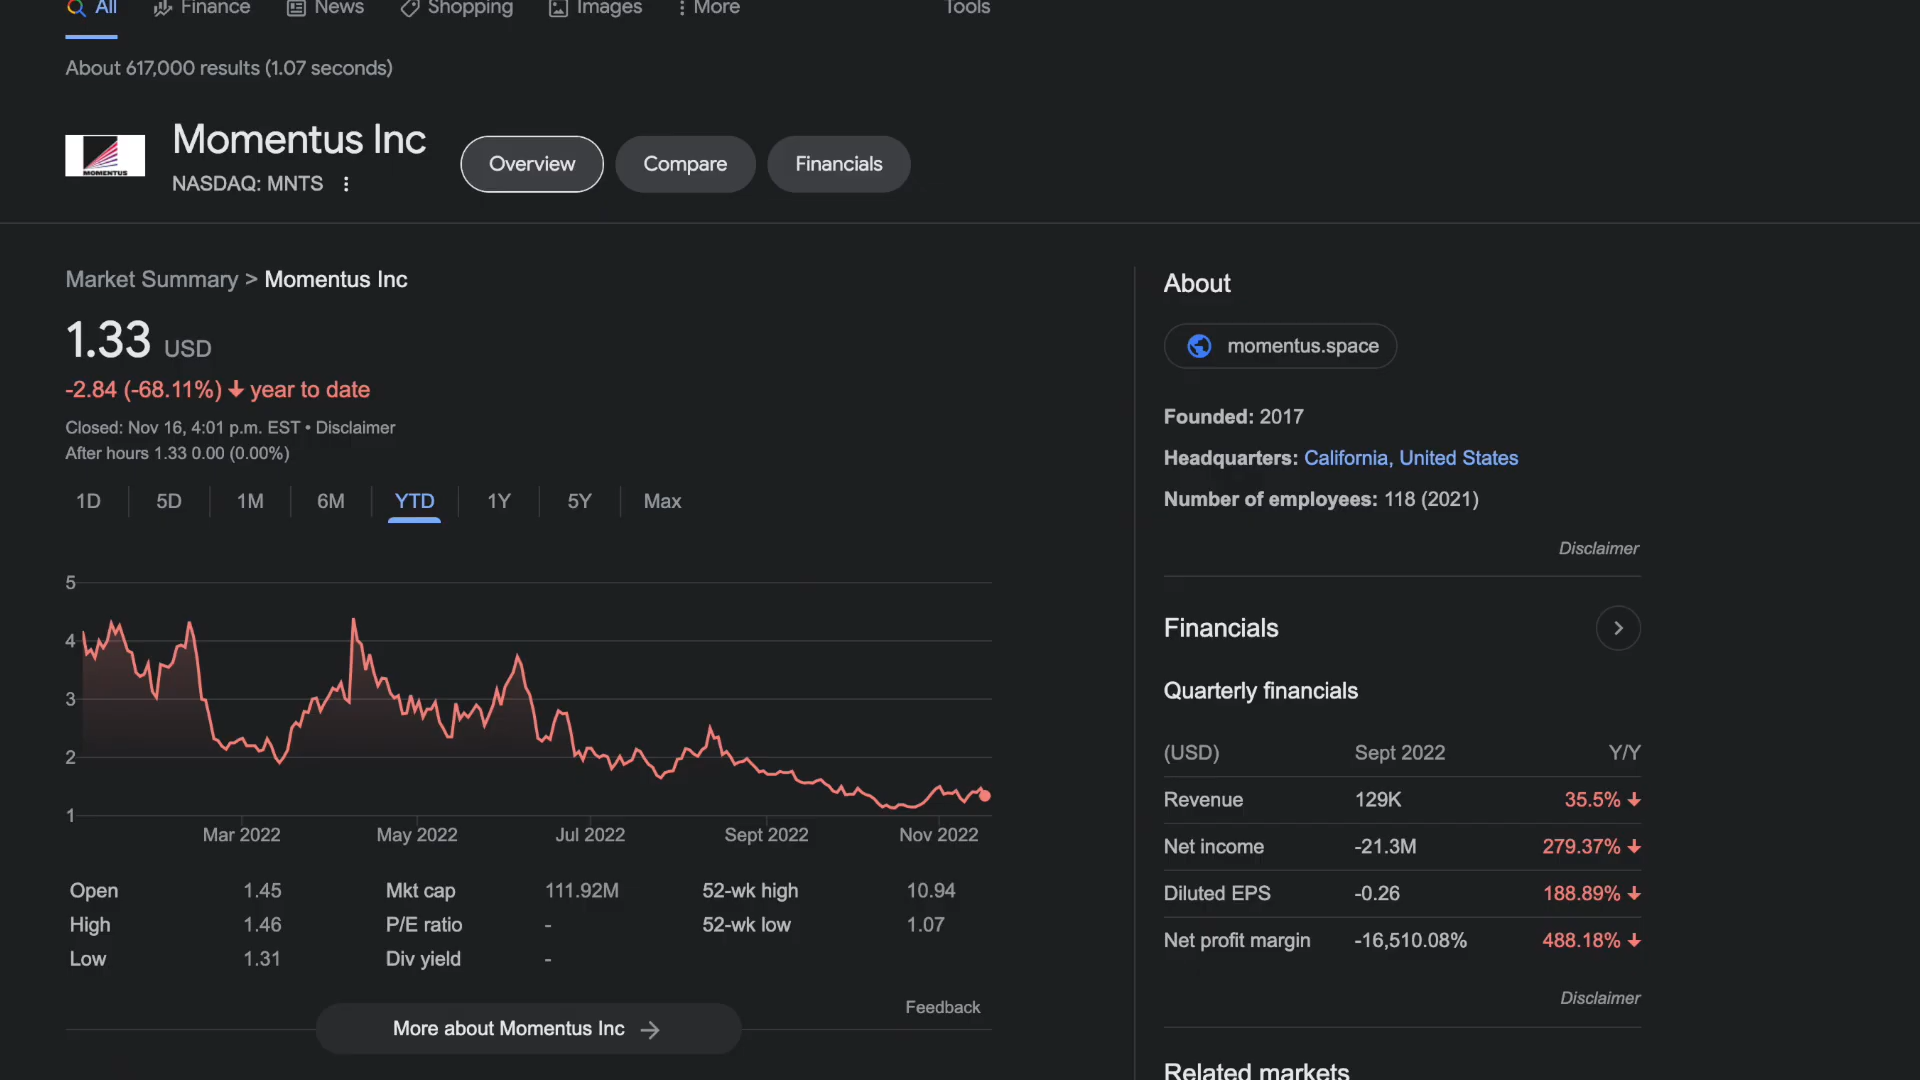 All
Finance
News
Shopping
Images
More
Tools
About 617,000 results (1.07 seconds)
MOMENTUS
Momentus Inc
NASDAQ: MNTS
Overview
Compare
Financials
Market Summary > Momentus Inc
1.33 USD
-2.84 (-68.11%) year to date
Closed: Nov 16, 4:01 p.m. EST • Disclaimer
After hours 1.33 0.00 (0.00%)
1D 5D 1M 6M YTD 1Y 5Y Max
5
4
3
2
1
Mar 2022 May 2022 Jul 2022 Sept 2022 Nov 2022
Open 1.45 Mkt cap 111.92M 52-wk high 10.94
High 1.46 P/E ratio - 52-wk low 1.07
Low 1.31 Div yield -
Feedback
More about Momentus Inc
About
momentus.space
Founded: 2017
Headquarters: California, United States
Number of employees: 118 (2021)
Disclaimer
Financials
Quarterly financials
(USD) Sept 2022 Y/Y
Revenue 129K 35.5%
Net income -21.3M 279.37%
Diluted EPS -0.26 188.89%
Net profit margin -16,510.08% 488.18%
Disclaimer
Related markets